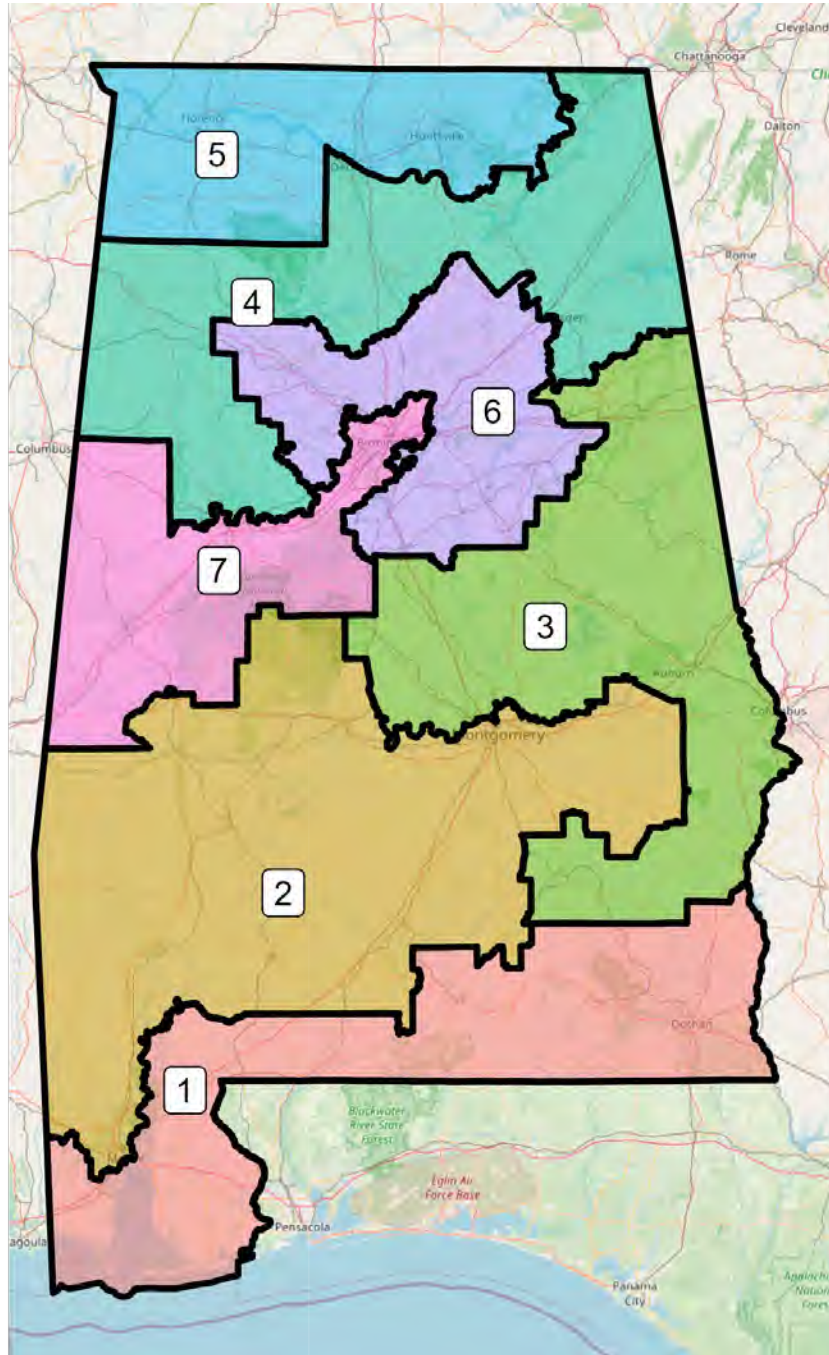 Cleveland
Chattanooga
Dalton
Florence
Huntsville
5
Rome
4
Columbus
6
7
3
Auburn
Columbus
Montgomery
2
Dothan
1
Blackwater
River State
Forest
Eglin Air
Force Base
Pensacola
agoula
Panama
City